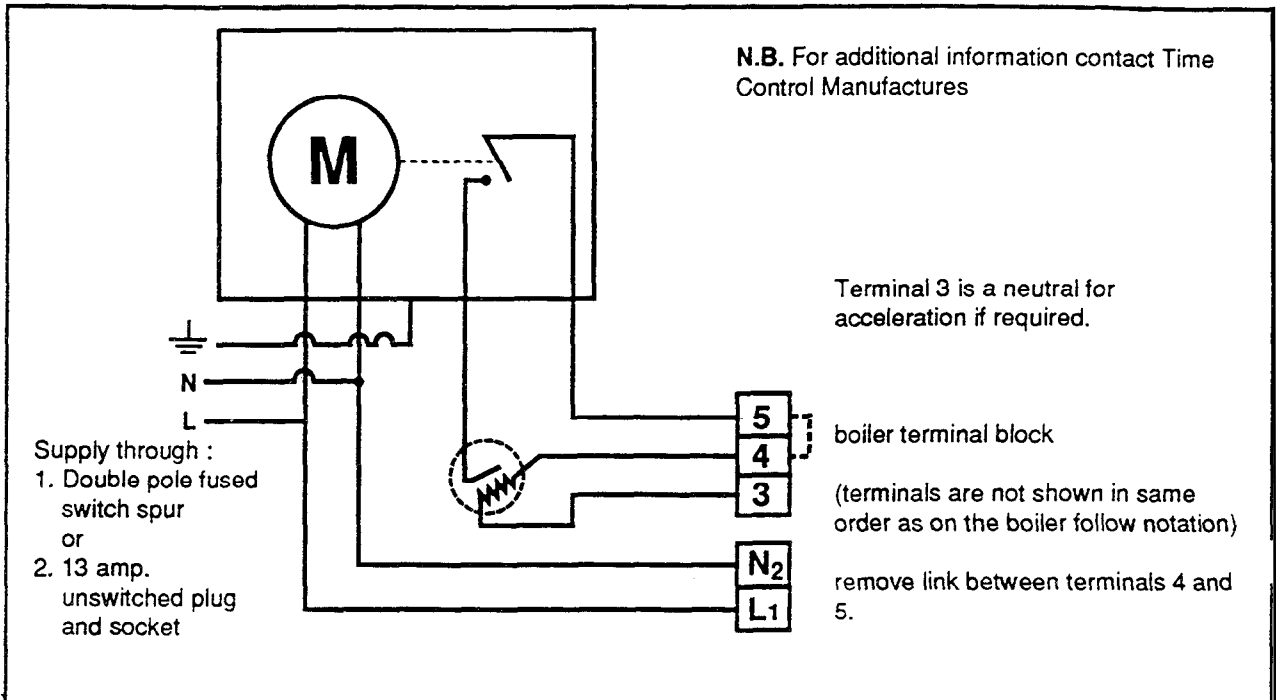 N.B. For additional information contact Time
Control Manufactures
M
Terminal 3 is a neutral for
acceleration if required.
N
L
Supply through :
1. Double pole fused
switch spur
or
2. 13 amp.
unswitched plug
and socket
5
4
3
N2
L1
boiler terminal block
(terminals are not shown in same
order as on the boiler follow notation)
remove link between terminals 4 and
5.